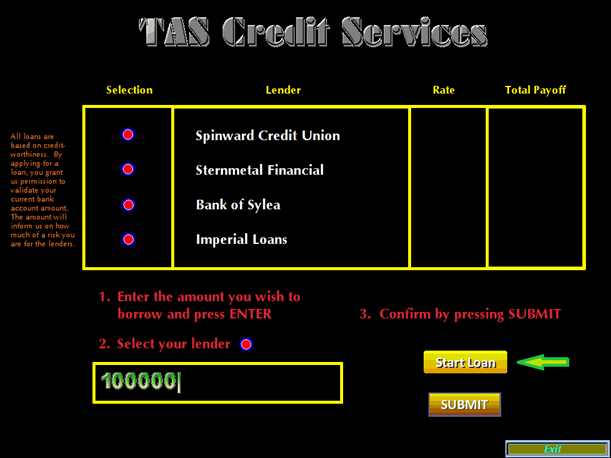 TAS Credit Services
Selection Lender Rate Total Payoff
All loans are
based on credit-
worthiness. By
applying for a
loan, you grant
us permission to
validate your
current bank
account amount.
The amount will
inform us on how
much of a risk you
are for the lenders.
Spinward Credit Union
Sternmetal Financial
Bank of Sylea
Imperial Loans
1. Enter the amount you wish to
borrow and press ENTER
2. Select your lender
3. Confirm by pressing SUBMIT
100000
Start Loan
SUBMIT
Exit